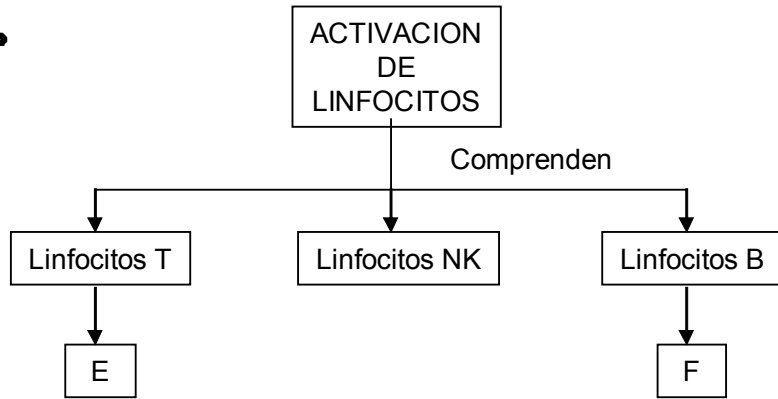 ACTIVACION
DE
LINFOCITOS
Comprenden
Linfocitos T
Linfocitos NK
Linfocitos B
E
F